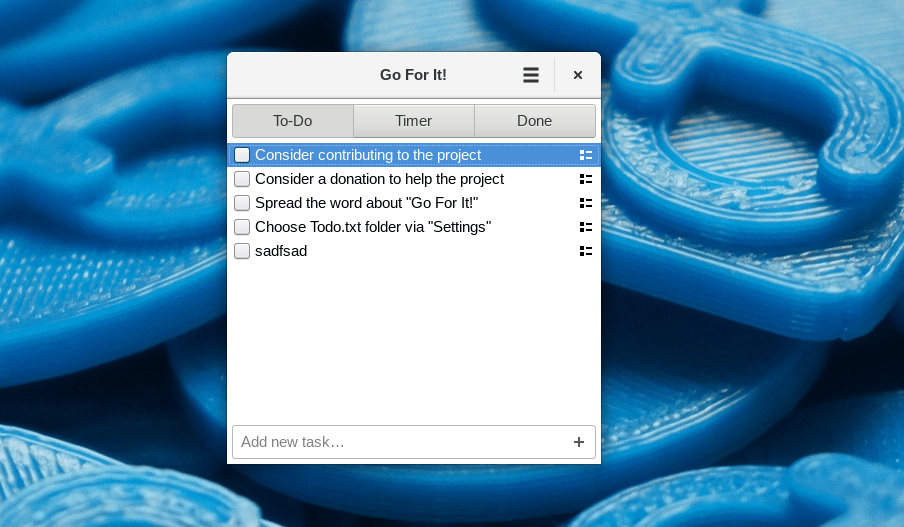 Go For It!
To-Do Timer Done
Consider contributing to the project
Consider a donation to help the project
Spread the word about "Go For It!"
Choose Todo.txt folder via "Settings"
sadfsad
Add new task…